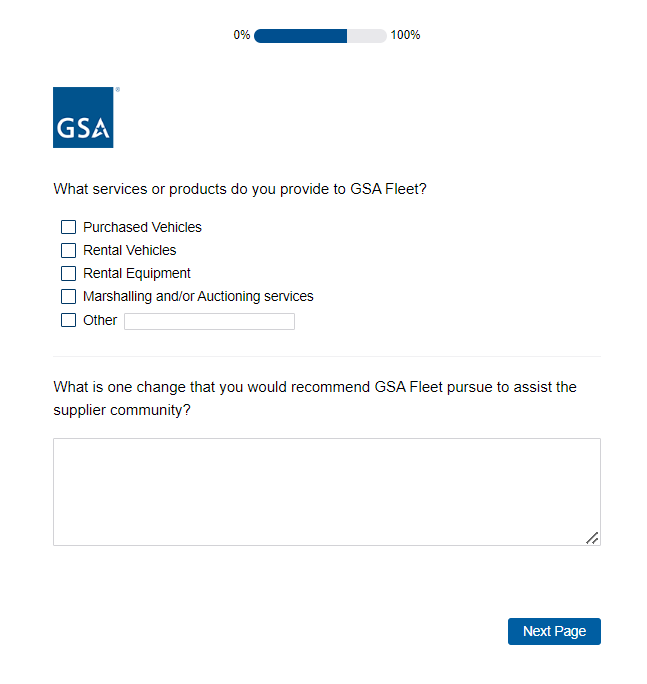 0% 100%
GSA®
What services or products do you provide to GSA Fleet?
Purchased Vehicles
Rental Vehicles
Rental Equipment
Marshalling and/or Auctioning services
Other
What is one change that you would recommend GSA Fleet pursue to assist the
supplier community?
Next Page